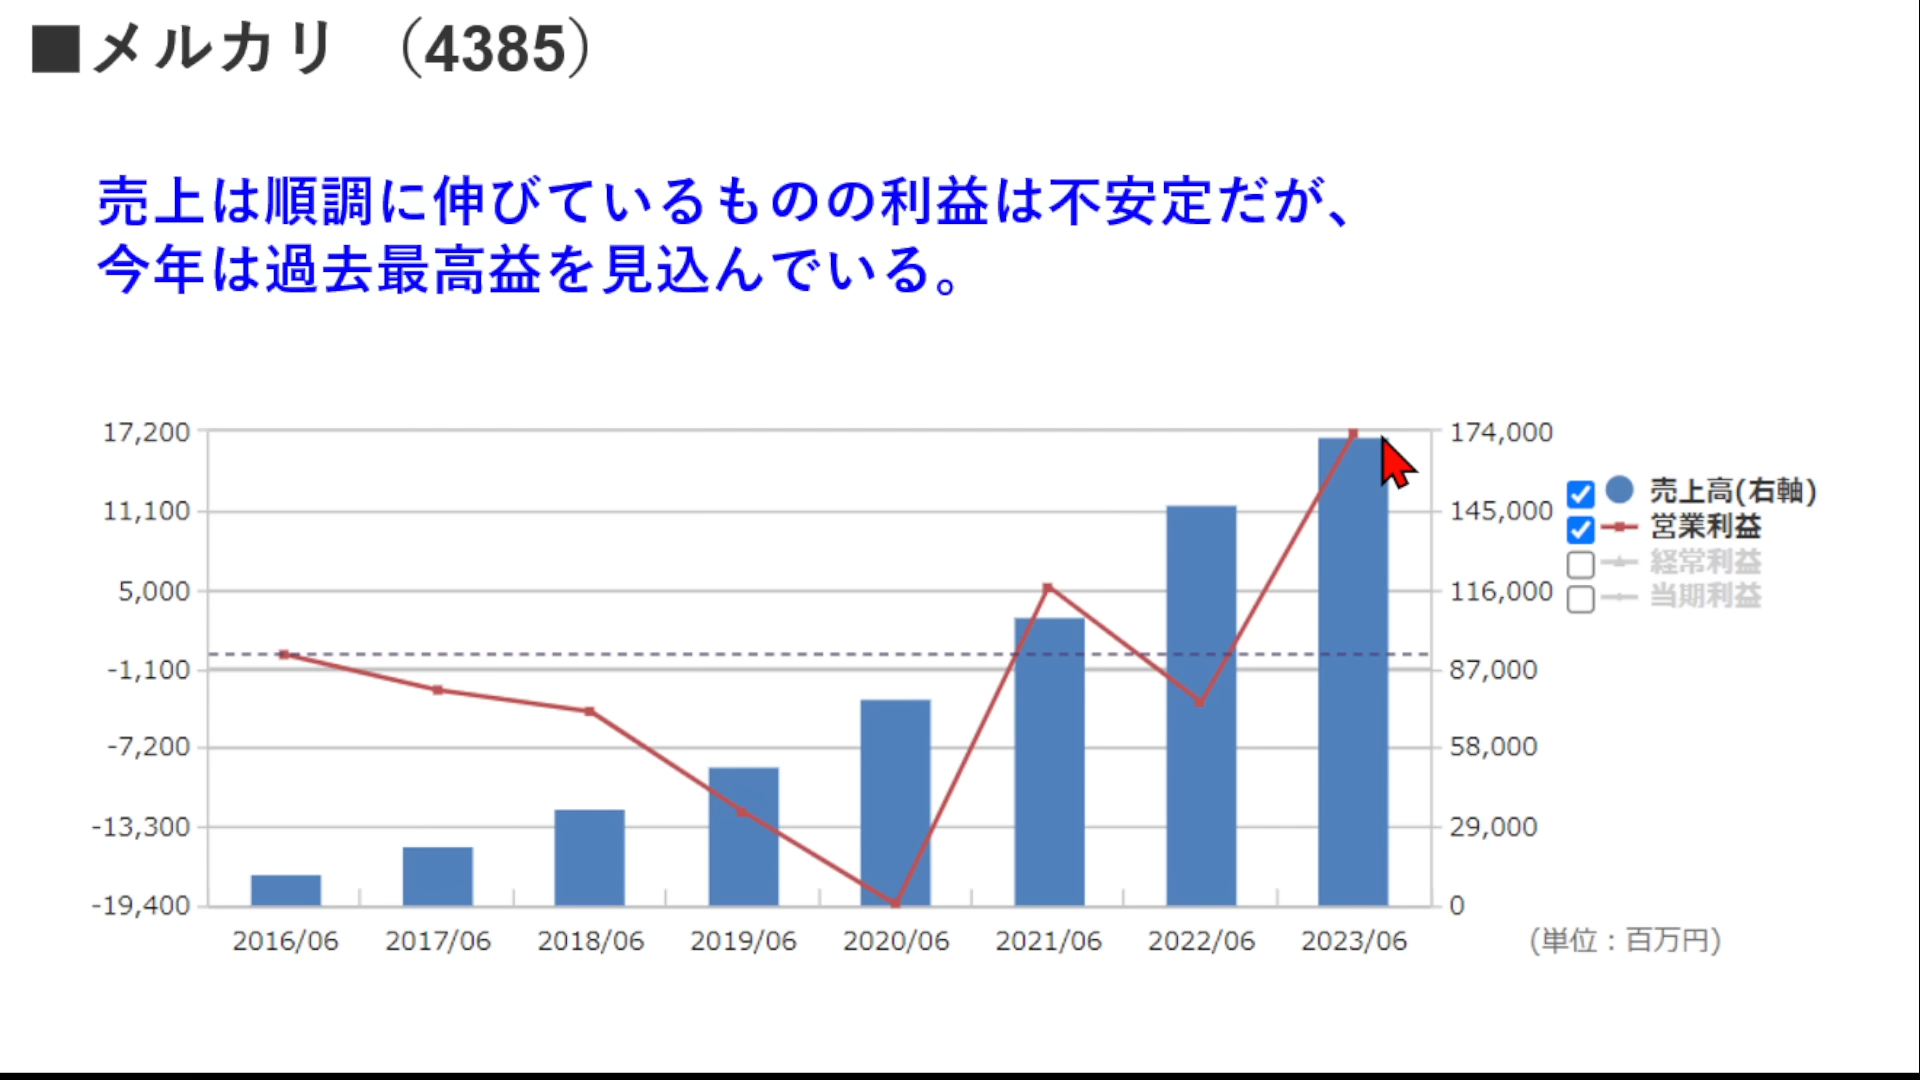 ■メルカリ （4385）
売上は順調に伸びているものの利益は不安定だが、
今年は過去最高益を見込んでいる。
17,200
11,100
5,000
-1,100
-7,200
-13,300
-19,400
174,000
145,000
116,000
87,000
58,000
29,000
0
売上高(右軸)
営業利益
経常利益
当期利益
2016/06 2017/06 2018/06 2019/06 2020/06 2021/06 2022/06 2023/06
(単位：百万円)